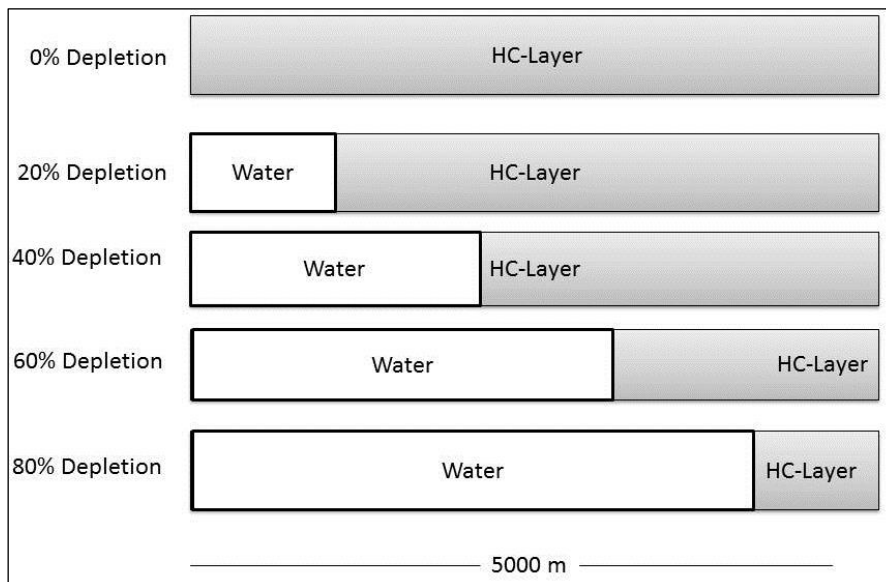 0% Depletion HC-Layer
20% Depletion Water HC-Layer
40% Depletion Water HC-Layer
60% Depletion Water HC-Layer
80% Depletion Water HC-Layer
5000 m